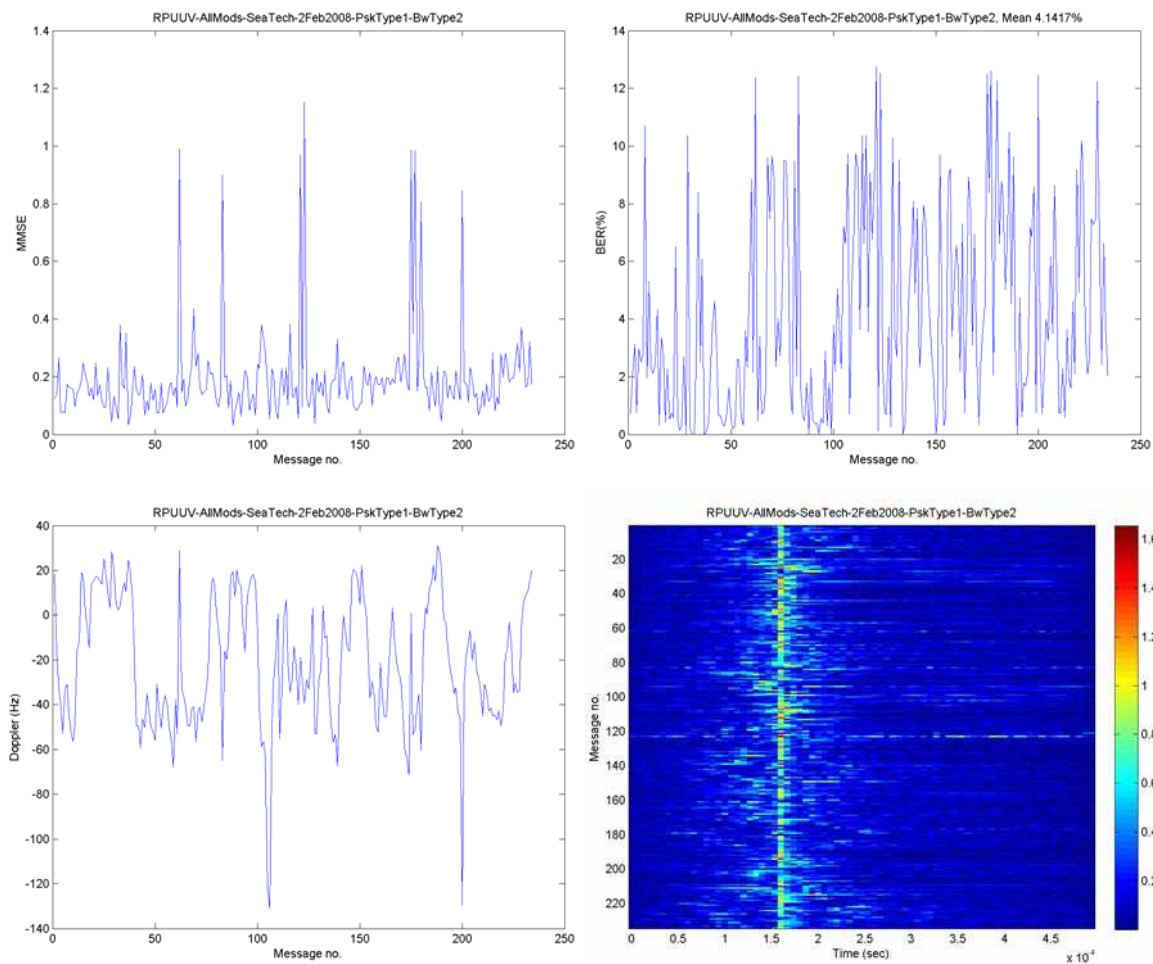 RPUUV-AllMods-SeaTech-2Feb2008-PskType1-BwType2
1.4
1.2
1
0.8
0.6
0.4
0.2
0
MMSE
0 50 100 150 200 250
Message no.
RPUUV-AllMods-SeaTech-2Feb2008-PskType1-BwType2, Mean 4.1417%
14
12
10
8
6
4
2
0
BER(%)
0 50 100 150 200 250
Message no.
RPUUV-AllMods-SeaTech-2Feb2008-PskType1-BwType2
40
20
0
-20
-40
-60
-80
-100
-120
-140
Doppler (Hz)
0 50 100 150 200 250
Message no.
RPUUV-AllMods-SeaTech-2Feb2008-PskType1-BwType2
20
40
60
80
100
120
140
160
180
200
220
Message no.
0 0.5 1 1.5 2 2.5 3 3.5 4 4.5
Time (sec)